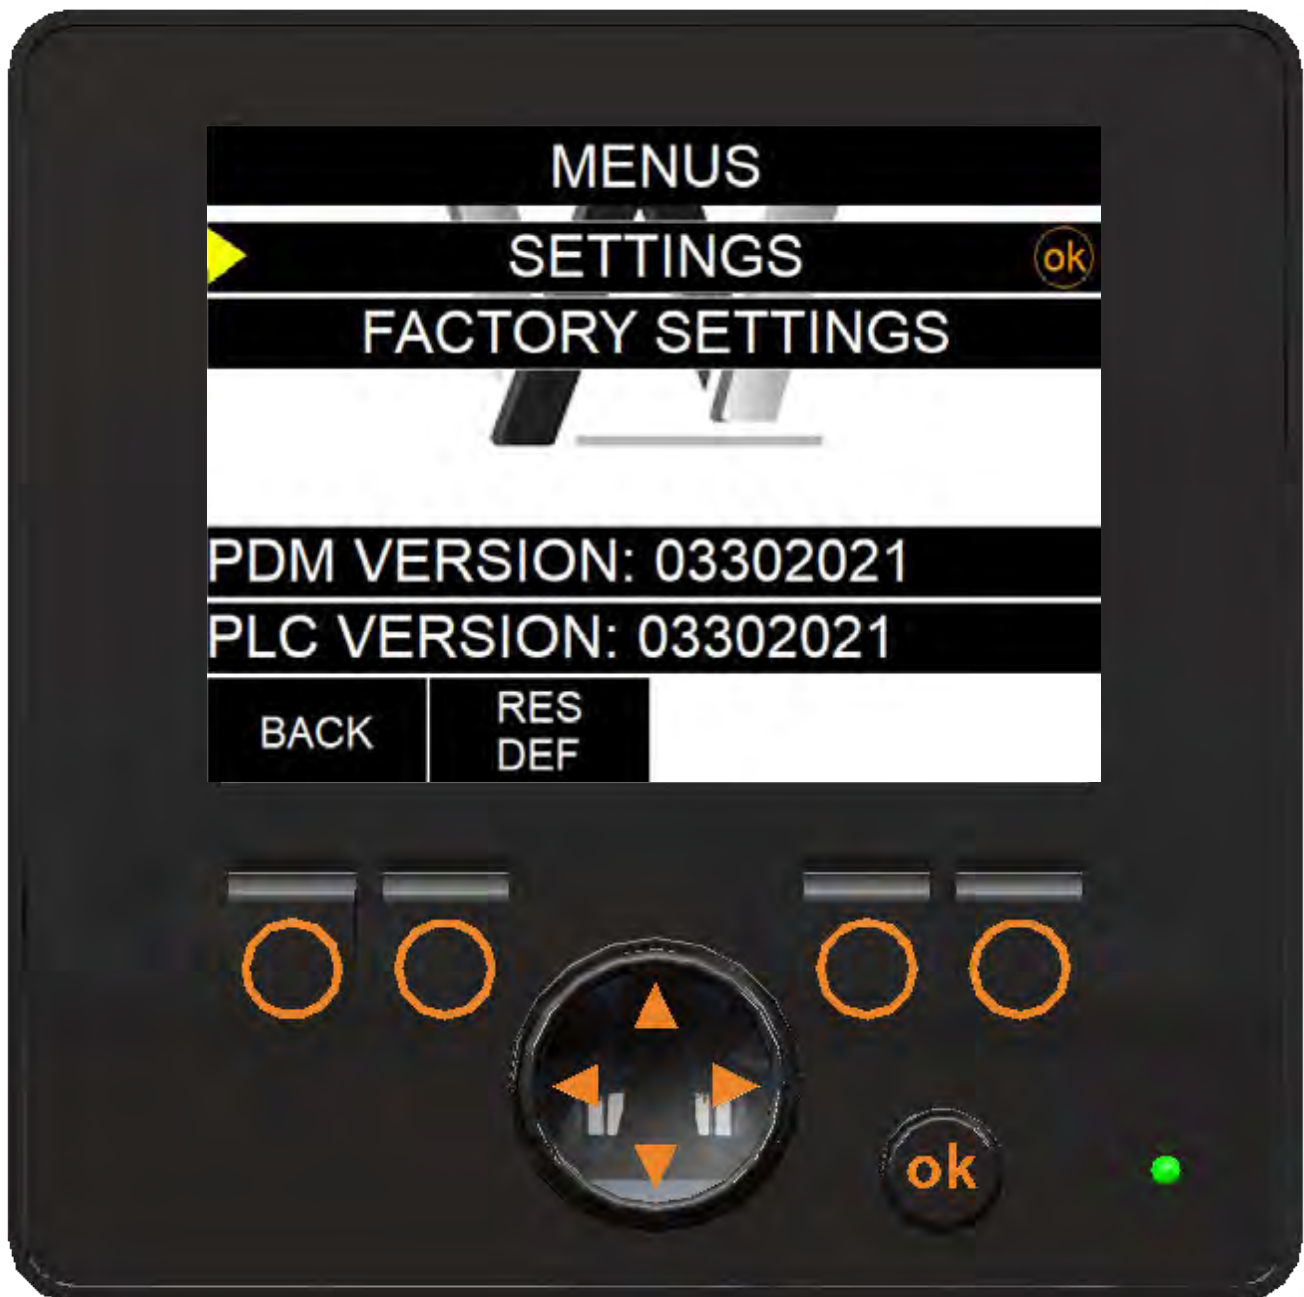 MENUS
SETTINGS ok
FACTORY SETTINGS
PDM VERSION: 03302021
PLC VERSION: 03302021
BACK
RES
DEF
ok